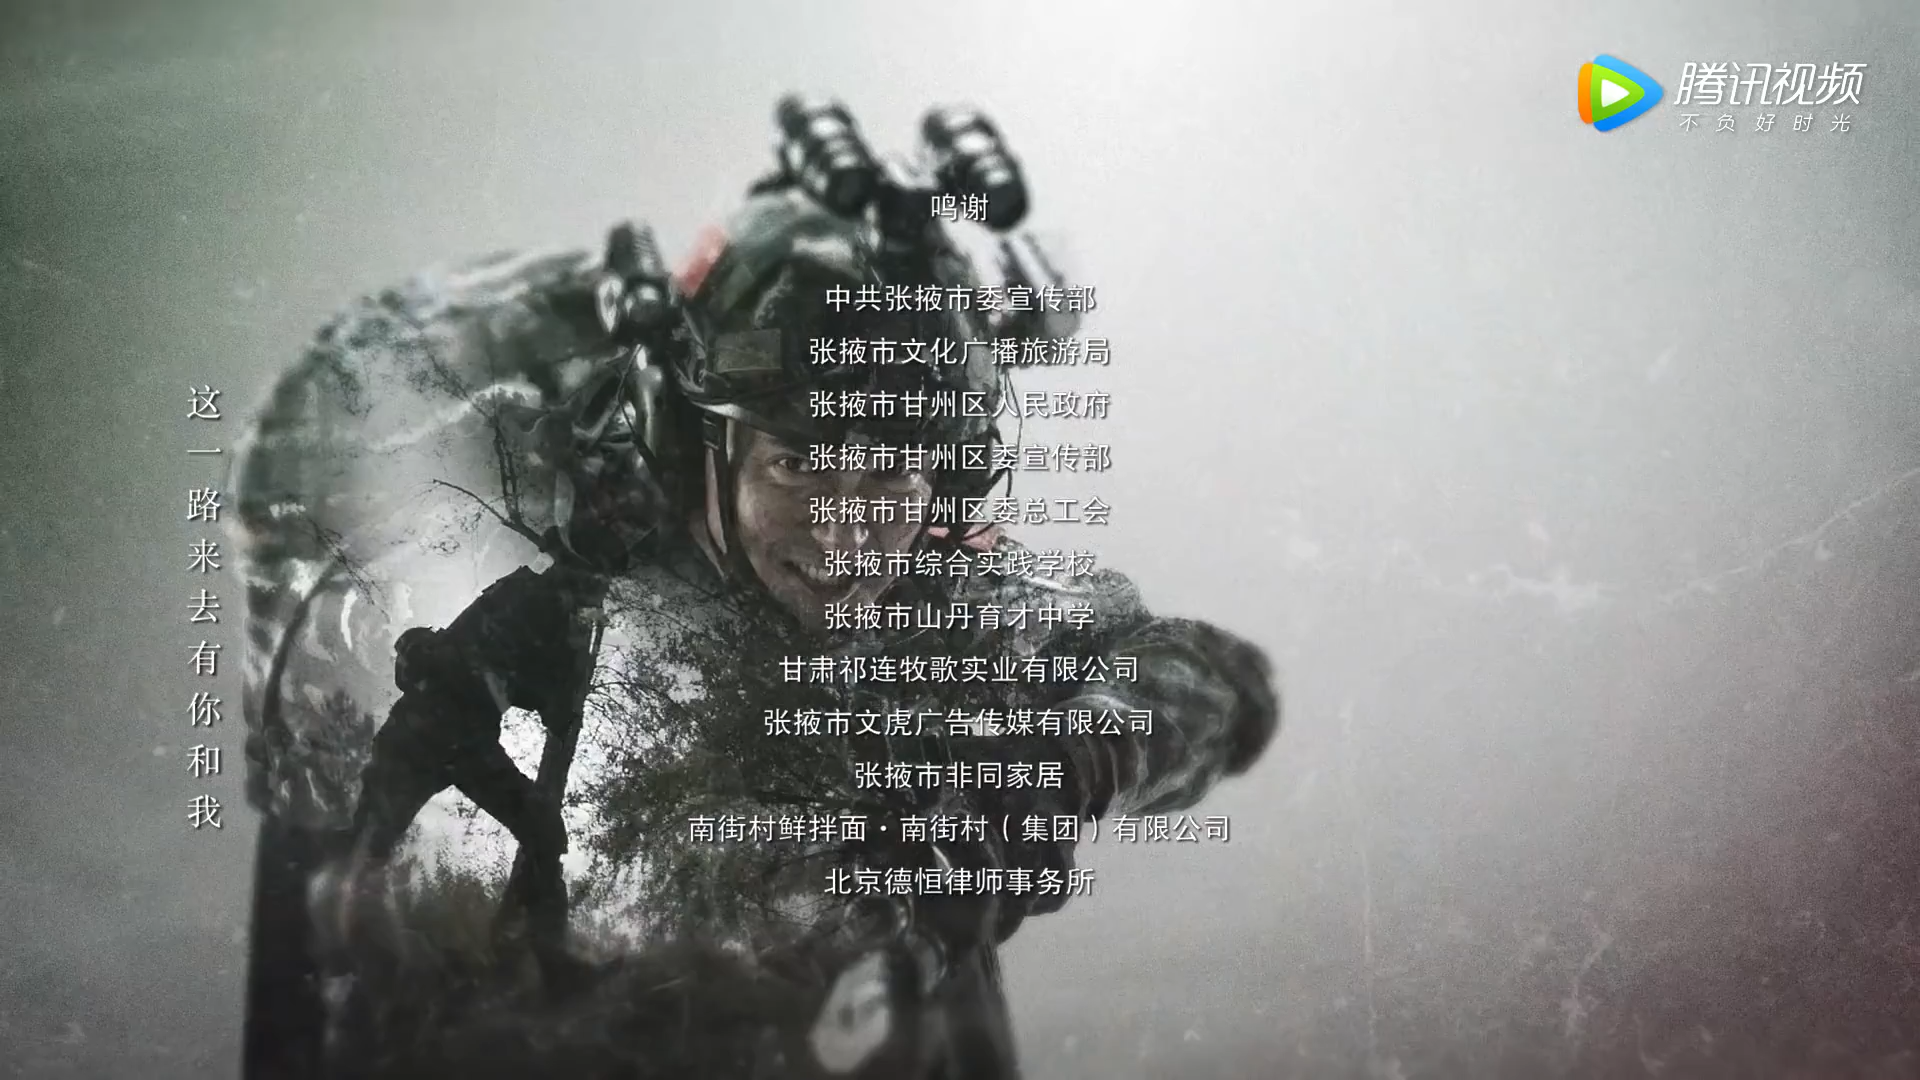 腾讯视频
不负好时光
鸣谢
中共张掖市委宣传部
张掖市文化广播旅游局
张掖市甘州区人民政府
张掖市甘州区委宣传部
张掖市甘州区委总工会
张掖市综合实践学校
张掖市山丹育才中学
甘肃祁连牧歌实业有限公司
张掖市文虎广告传媒有限公司
张掖市非同家居
南街村鲜拌面·南街村（集团）有限公司
北京德恒律师事务所
这一路来去有你和我